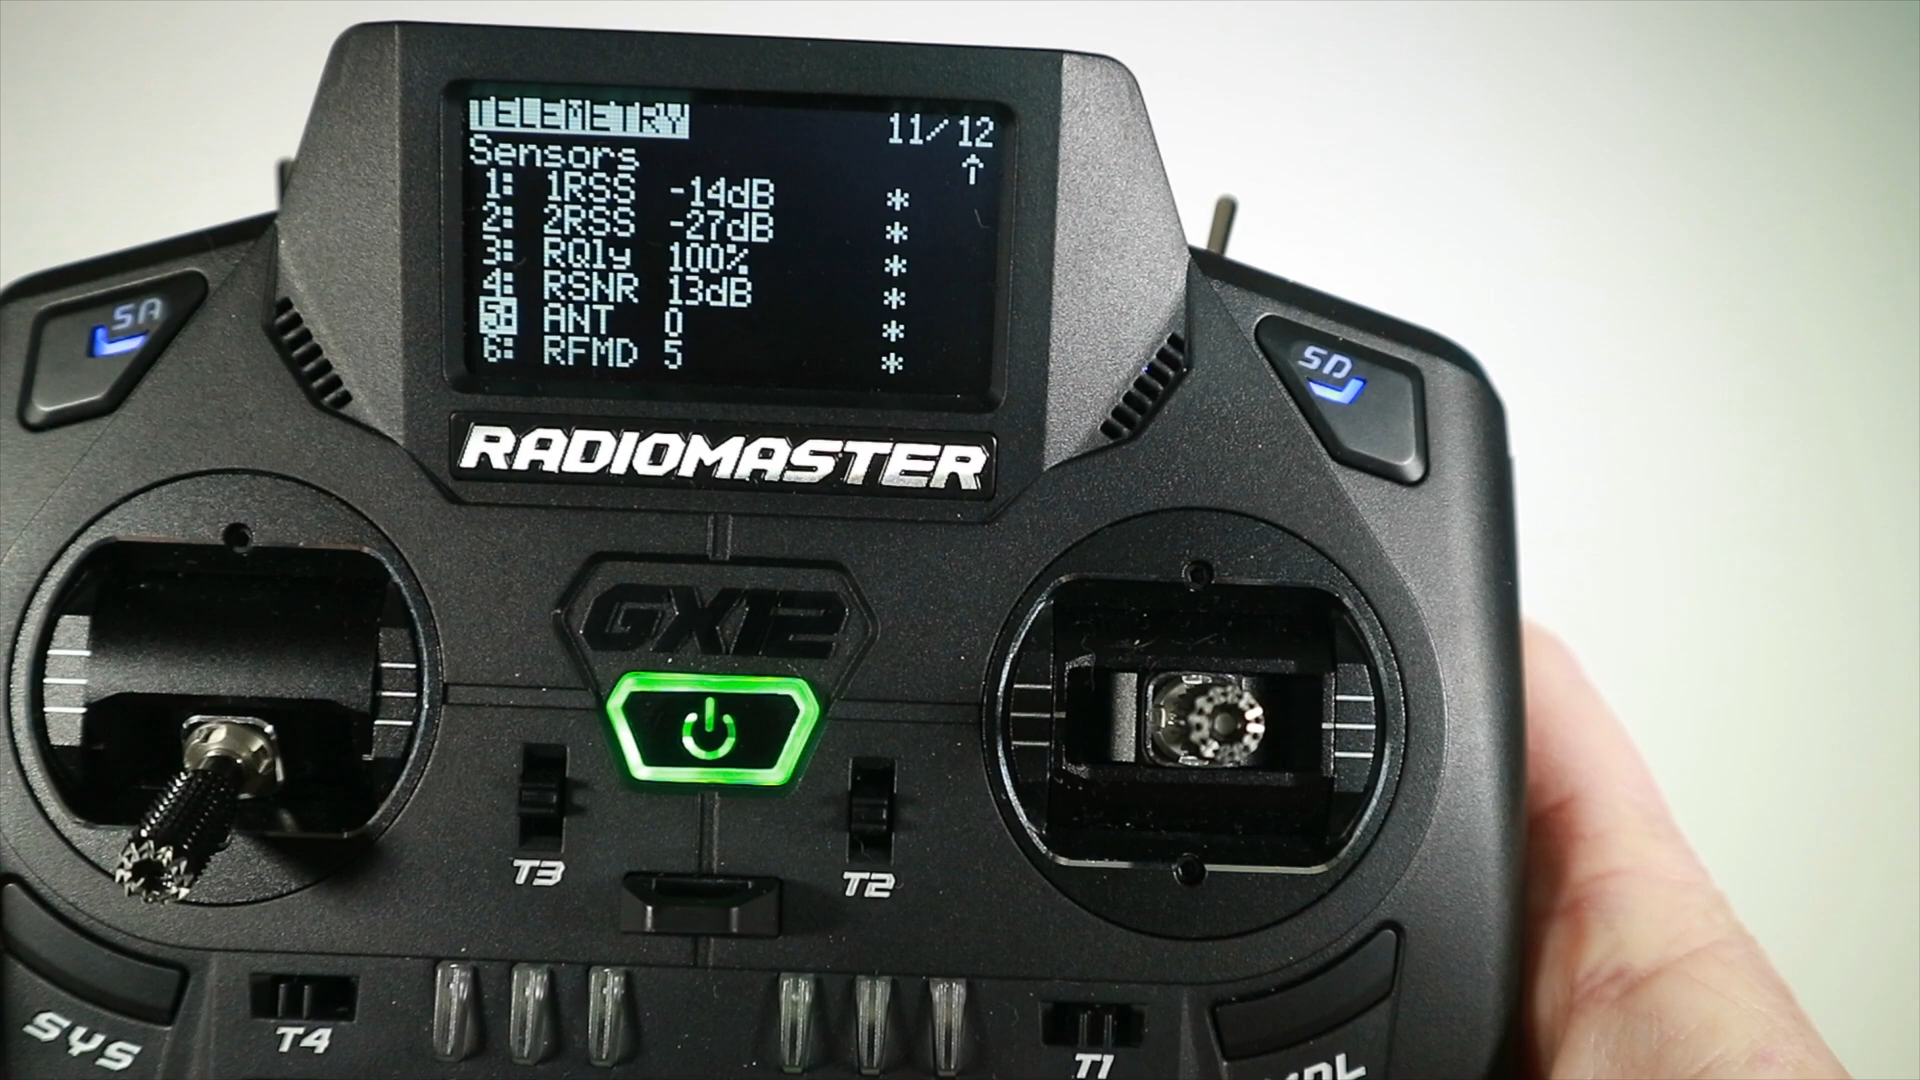 TELEMETRY 11/12
Sensors ↑
1: 1RSS -14dB *
2: 2RSS -27dB *
3: RQly 100% *
4: RSNR 13dB *
5: ANT 0 *
6: RFMD 5 *
SA
SD
RADIOMASTER
GX12
T3
T2
SYS
T4
T1